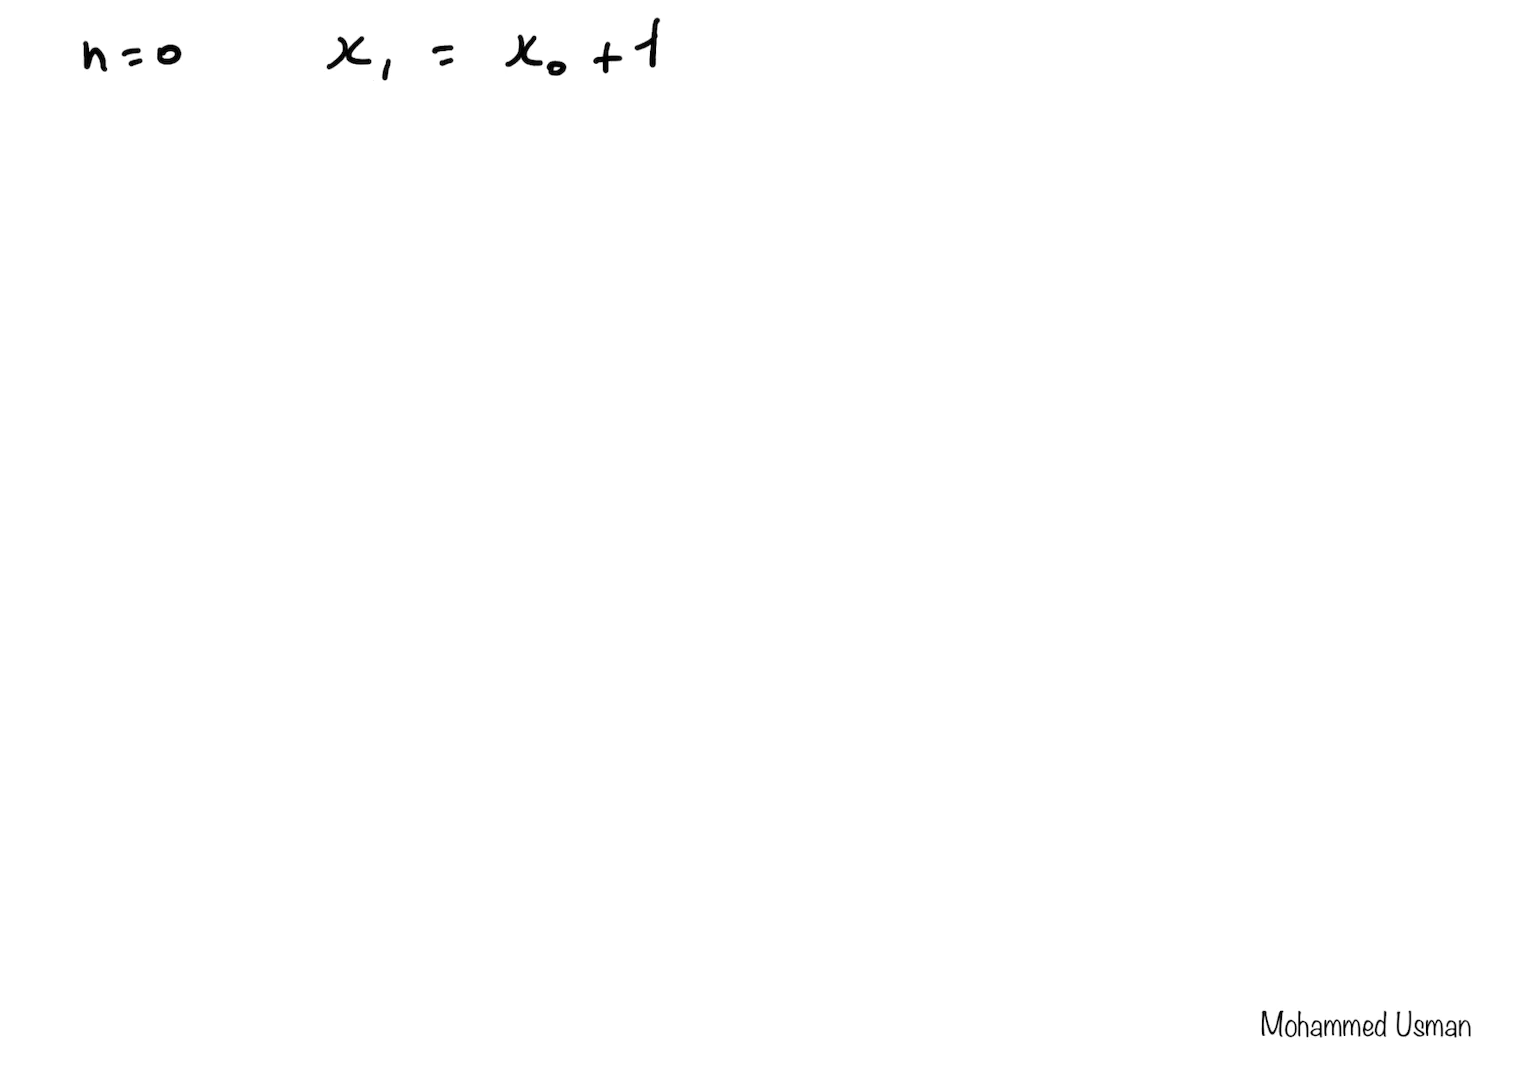 n=0 x₁ = x₀ +1
Mohammed Usman